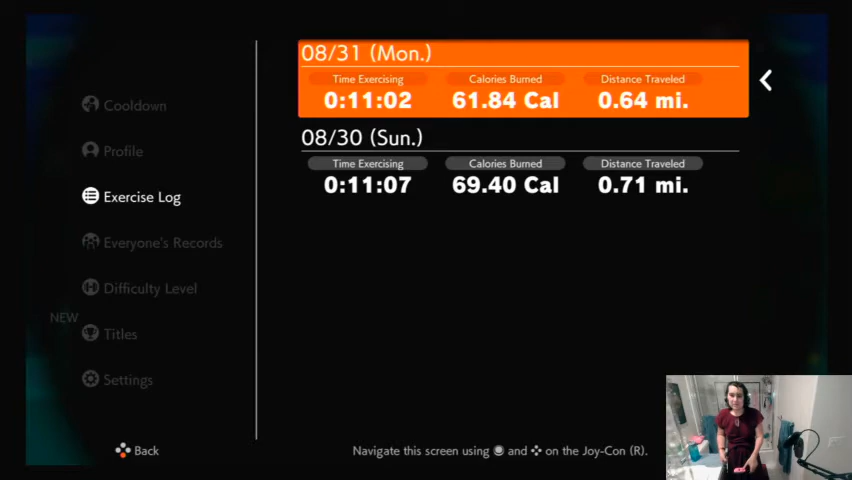 08/31 (Mon.)
Time Exercising Calories Burned Distance Traveled
0:11:02 61.84 Cal 0.64 mi.
08/30 (Sun.)
Time Exercising Calories Burned Distance Traveled
0:11:07 69.40 Cal 0.71 mi.
Cooldown
Profile
Exercise Log
Everyone's Records
Difficulty Level
NEW
Titles
Settings
Back
Navigate this screen using and on the Joy-Con (R).